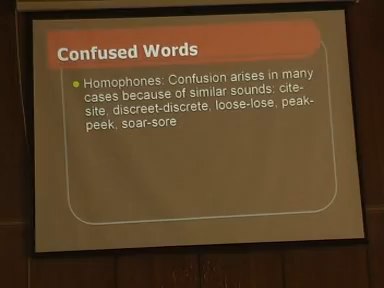 Confused Words
Homophones: Confusion arises in many
cases because of similar sounds: cite-
site, discreet-discrete, loose-lose, peak-
peek, soar-sore